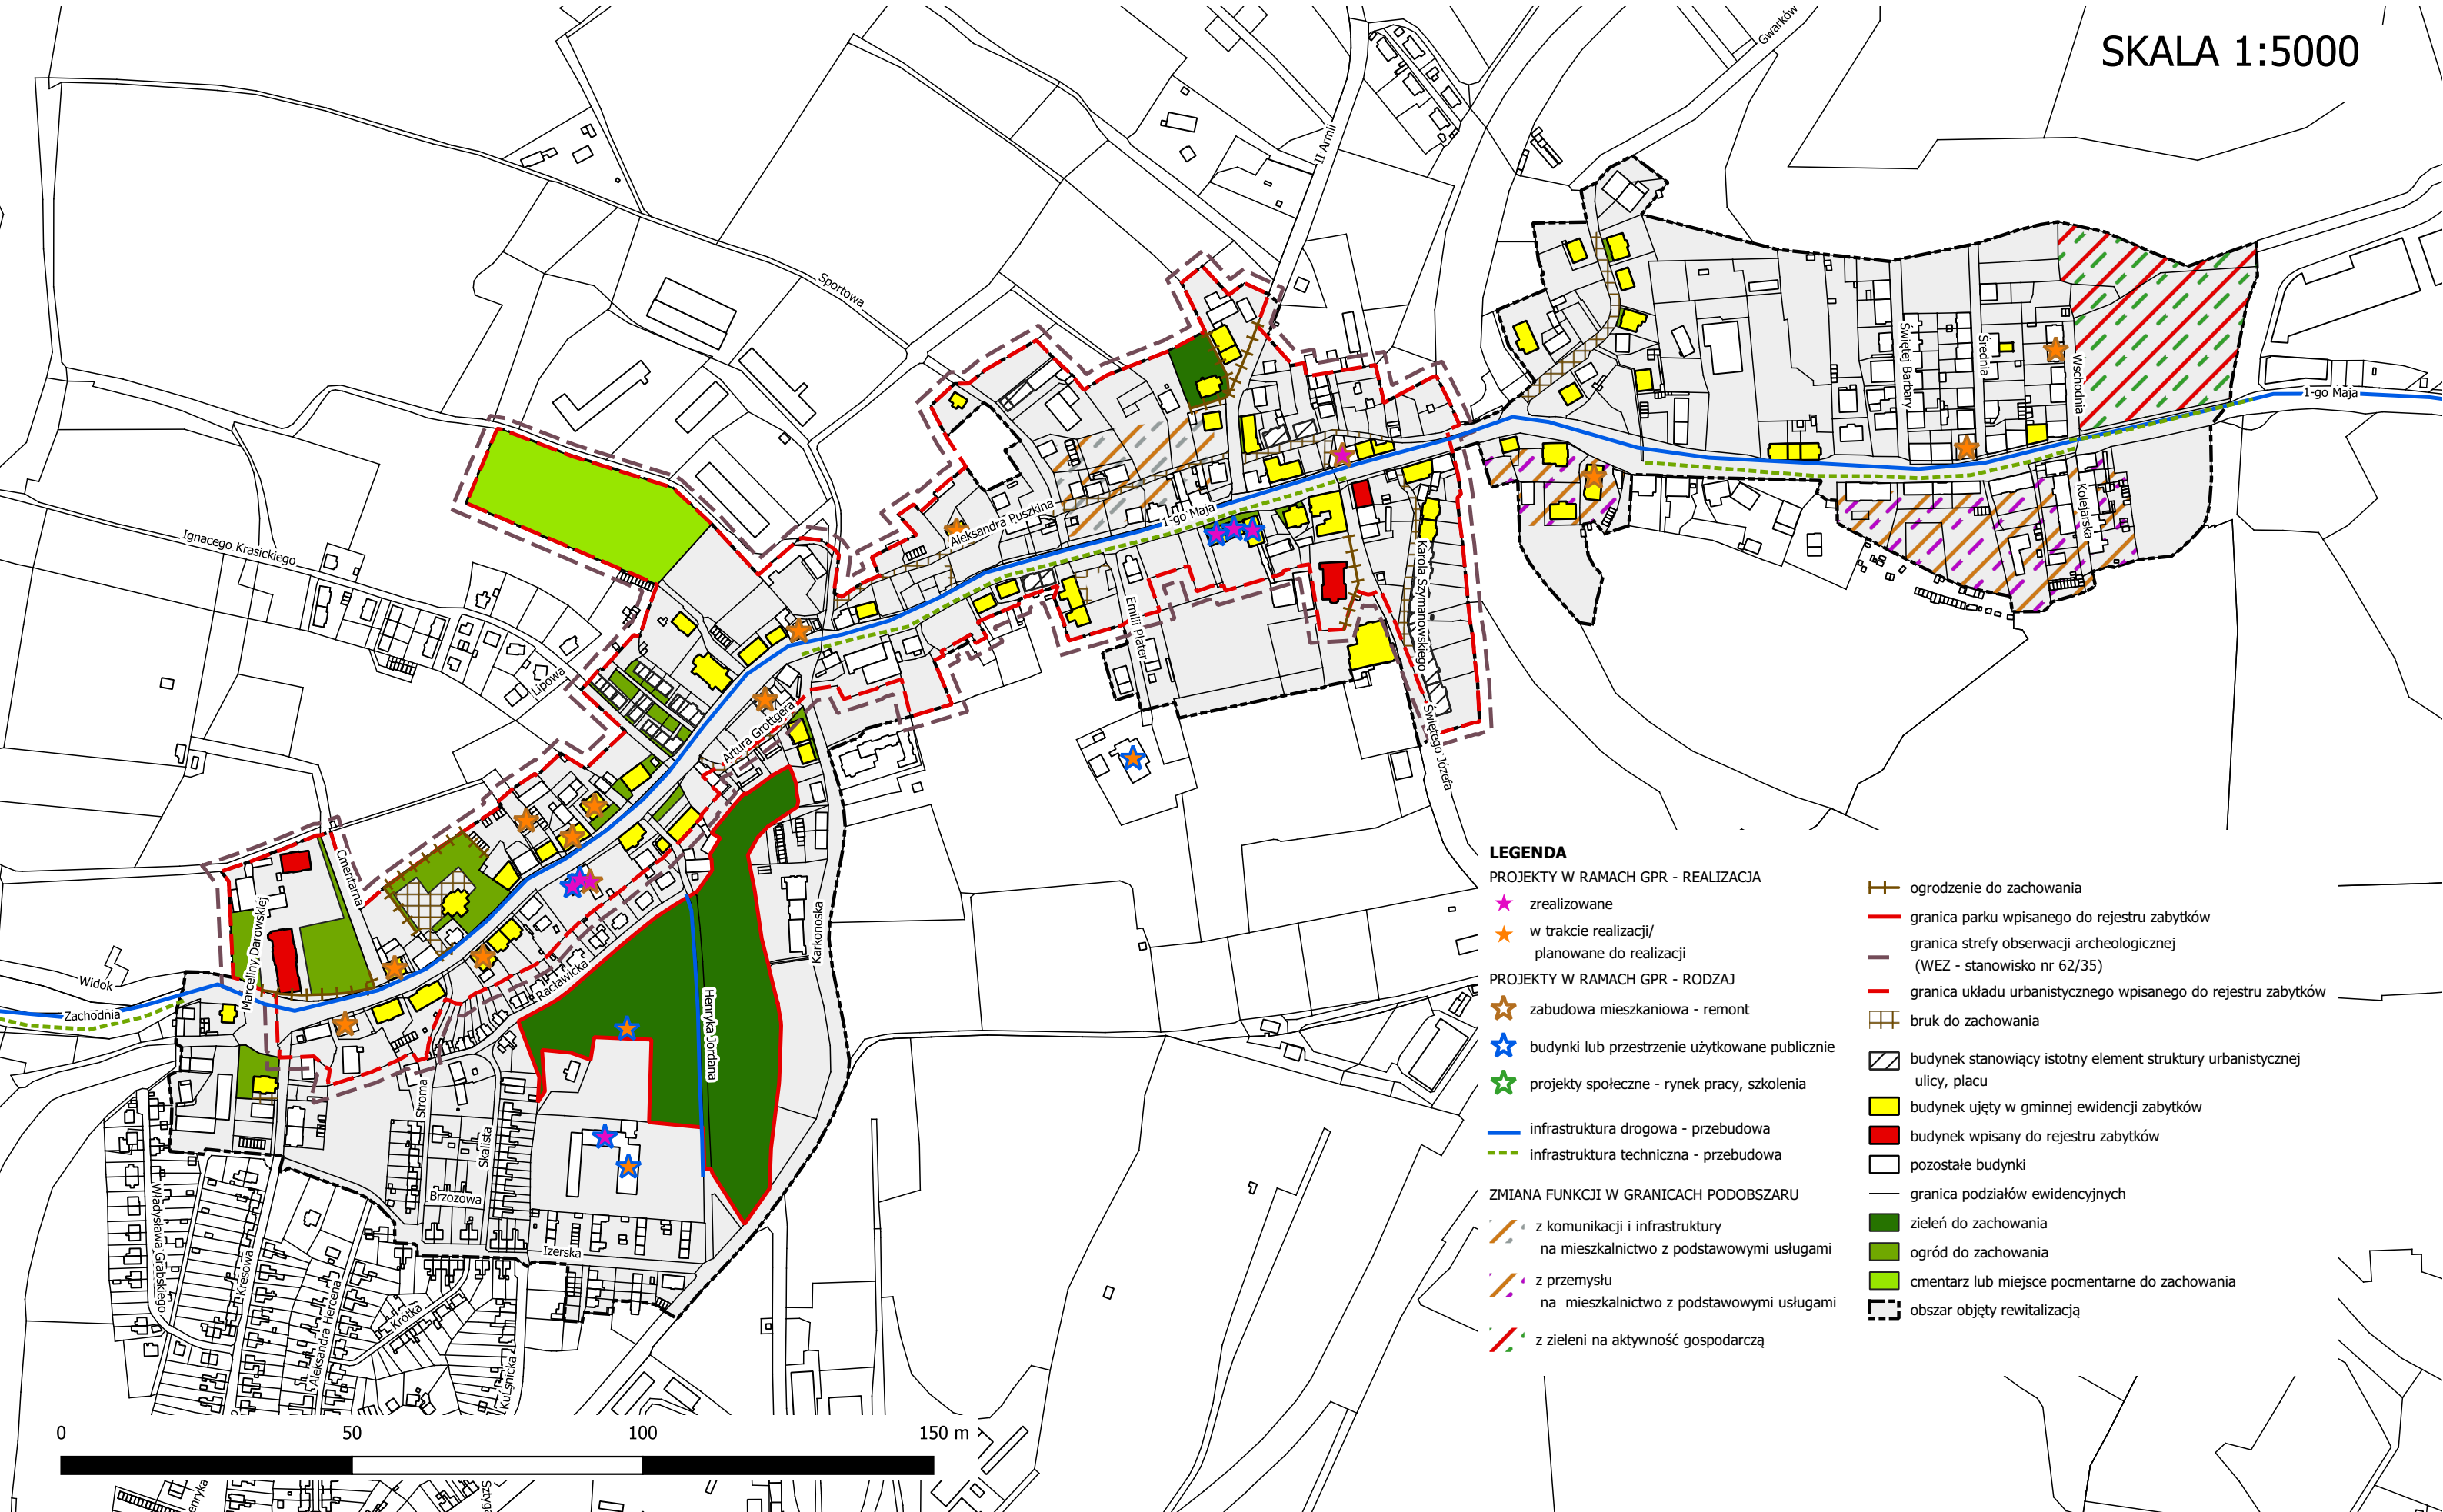 SKALA 1:5000
Gwarków
II Armii
Sportowa
1-go Maja
Świętej Barbary
Średnia
Wschodnia
Kolejarska
Aleksandra Puszkina
1-go Maja
Ignacego Krasickiego
Lipowa
Emilii Plater
Karola Szymanowskiego
Świętego Józefa
Artura Grottgera
Cmentarna
Marceliny Darowskiej
Widok
Zachodnia
Racławicka
Karkonoska
Henryka Jordana
Stroma
Skalista
Brzozowa
Izerska
Władysława Grabskiego
Kresowa
Aleksandra Hercena
Krótka
Kuźnicka
enryka
Sztyg
0 50 100 150 m
LEGENDA
PROJEKTY W RAMACH GPR - REALIZACJA
zrealizowane
w trakcie realizacji/
planowane do realizacji
PROJEKTY W RAMACH GPR - RODZAJ
zabudowa mieszkaniowa - remont
budynki lub przestrzenie użytkowane publicznie
projekty społeczne - rynek pracy, szkolenia
infrastruktura drogowa - przebudowa
infrastruktura techniczna - przebudowa
ZMIANA FUNKCJI W GRANICACH PODOBSZARU
z komunikacji i infrastruktury
na mieszkalnictwo z podstawowymi usługami
z przemysłu
na mieszkalnictwo z podstawowymi usługami
z zieleni na aktywność gospodarczą
ogrodzenie do zachowania
granica parku wpisanego do rejestru zabytków
granica strefy obserwacji archeologicznej
(WEZ - stanowisko nr 62/35)
granica układu urbanistycznego wpisanego do rejestru zabytków
bruk do zachowania
budynek stanowiący istotny element struktury urbanistycznej
ulicy, placu
budynek ujęty w gminnej ewidencji zabytków
budynek wpisany do rejestru zabytków
pozostałe budynki
granica podziałów ewidencyjnych
zieleń do zachowania
ogród do zachowania
cmentarz lub miejsce pocmentarne do zachowania
obszar objęty rewitalizacją